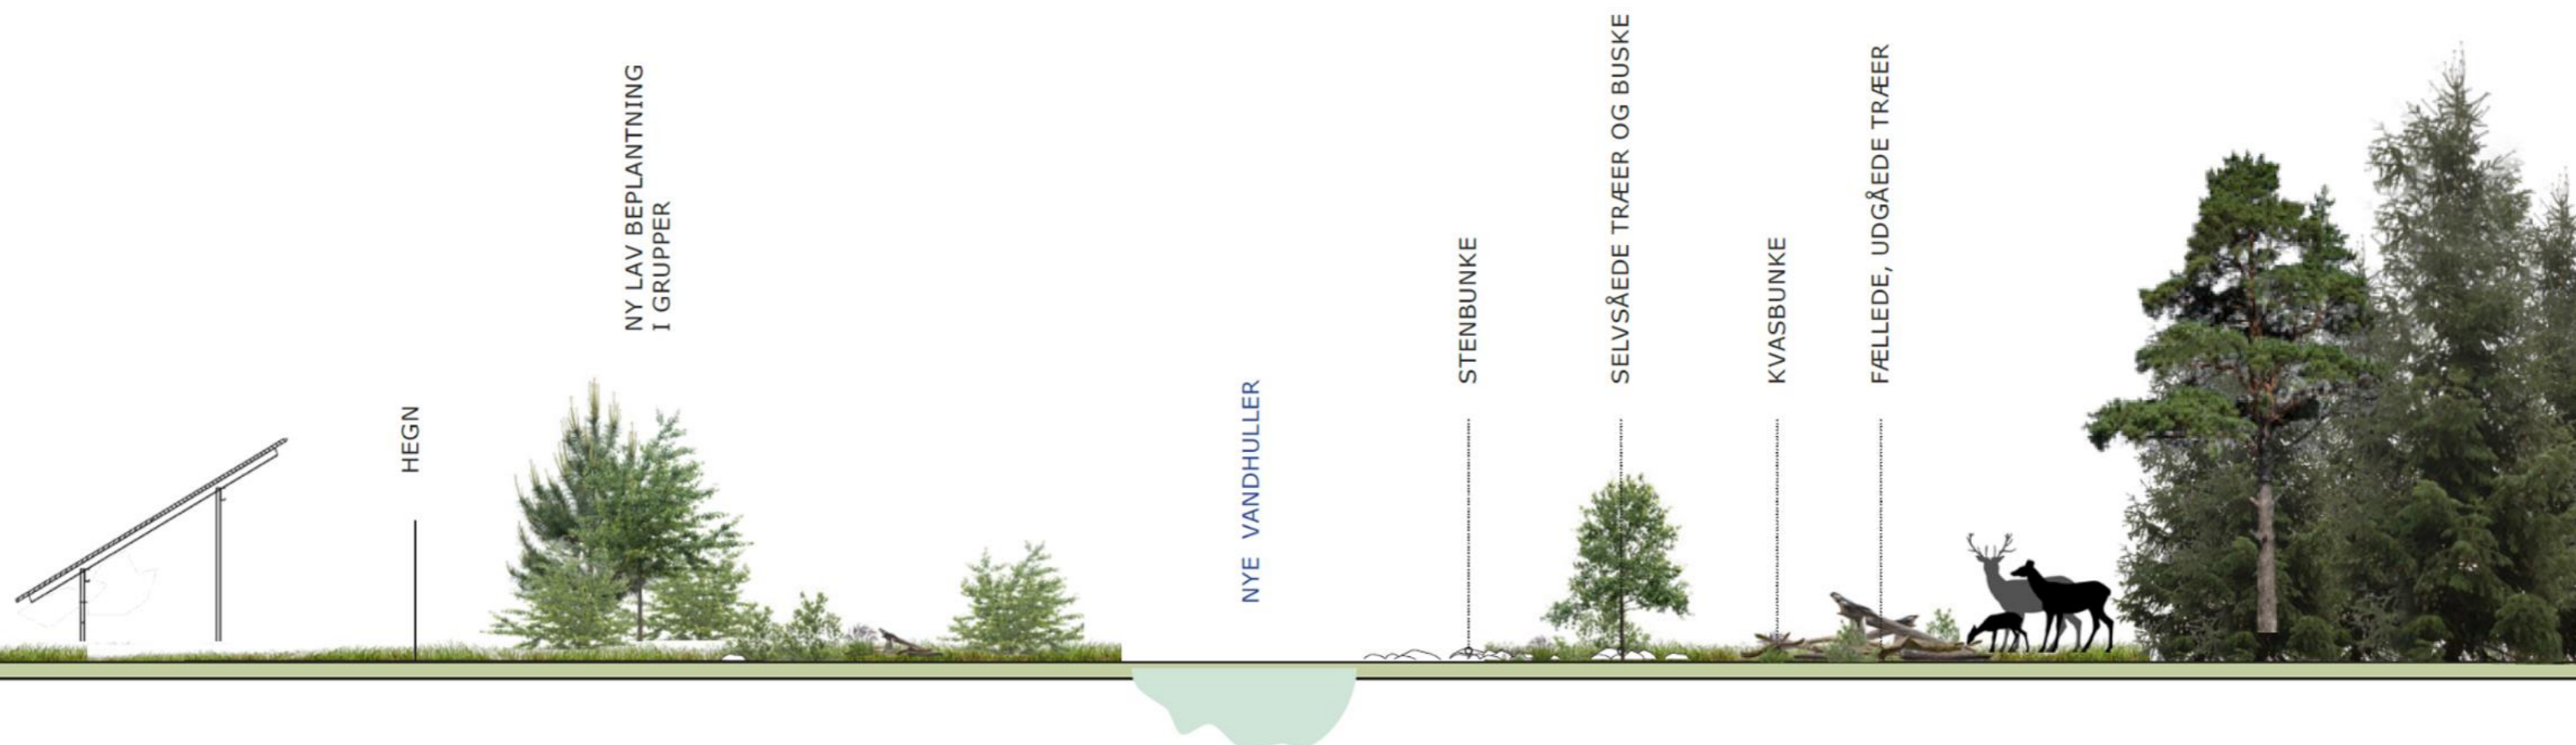 HEGN
NY LAV BEPLANTNING
I GRUPPER
NYE VANDHULLER
STENBUNKE
SELVSÅEDE TRÆER OG BUSKE
KVASBUNKE
FÆLLEDE, UDGÅEDE TRÆER